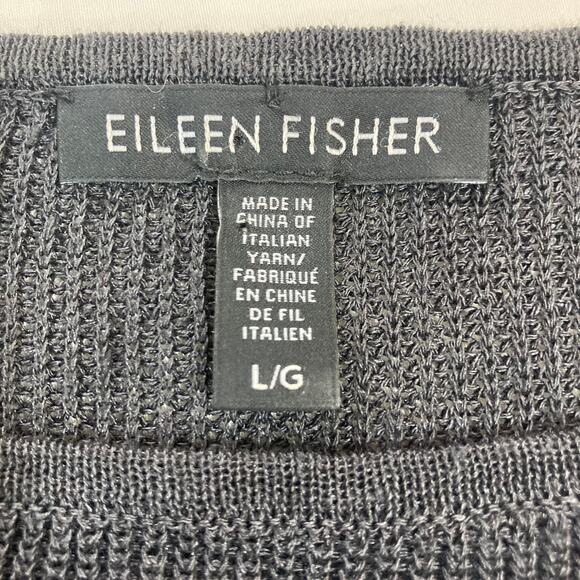 EILEEN FISHER
MADE IN
CHINA OF
ITALIAN
YARN/
FABRIQUÉ
EN CHINE
DE FIL
ITALIEN
L/G